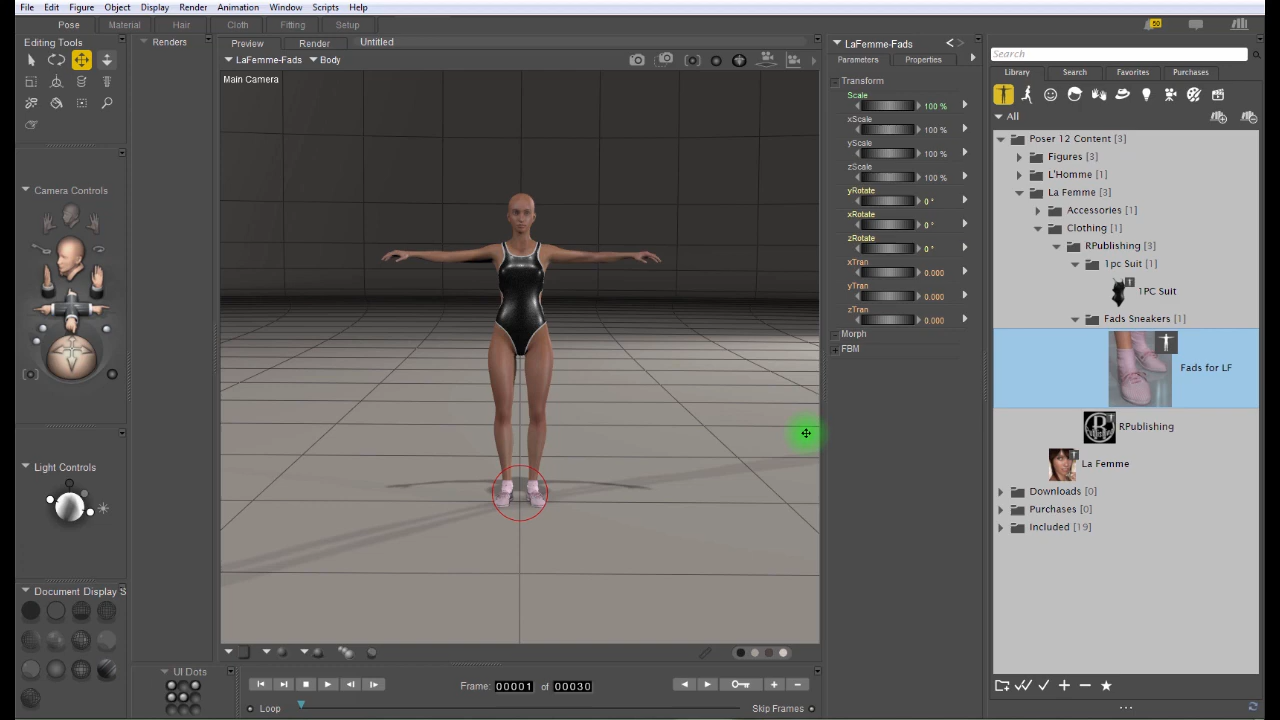 File Edit Figure Object Display Render Animation Window Scripts Help
Pose Material Hair Cloth Fitting Setup
50
Editing Tools
Renders
Preview Render Untitled
LaFemme-Fads Body
Main Camera
Camera Controls
Light Controls
Document Display S
UI Dots
Loop
Frame: 00001 of 00030
Skip Frames
LaFemme-Fads
Parameters Properties
Transform
Scale
100 %
xScale
100 %
yScale
100 %
zScale
100 %
yRotate
0 °
xRotate
0 °
zRotate
0 °
xTran
0.000
yTran
0.000
zTran
0.000
Morph
FBM
Search
Library Search Favorites Purchases
All
Poser 12 Content [3]
Figures [3]
L'Homme [1]
La Femme [3]
Accessories [1]
Clothing [1]
RPublishing [3]
1pc Suit [1]
1PC Suit
Fads Sneakers [1]
Fads for LF
RPublishing
La Femme
Downloads [0]
Purchases [0]
Included [19]